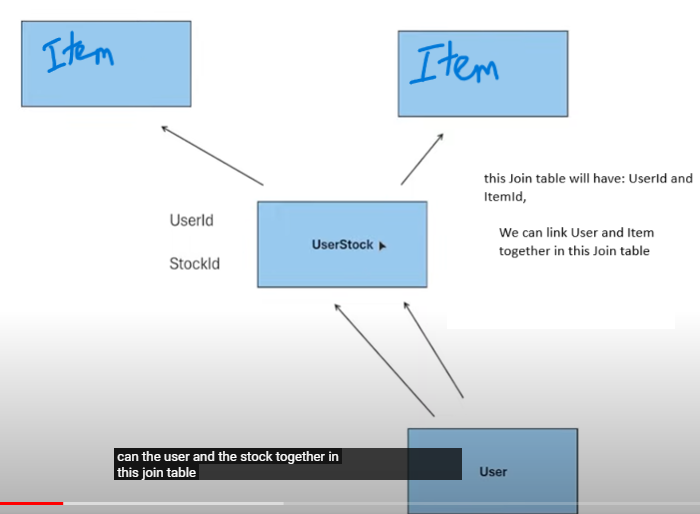 Item
Item
this Join table will have: UserId and
ItemId,
We can link User and Item
together in this Join table
UserId
UserStock
StockId
can the user and the stock together in
this join table
User